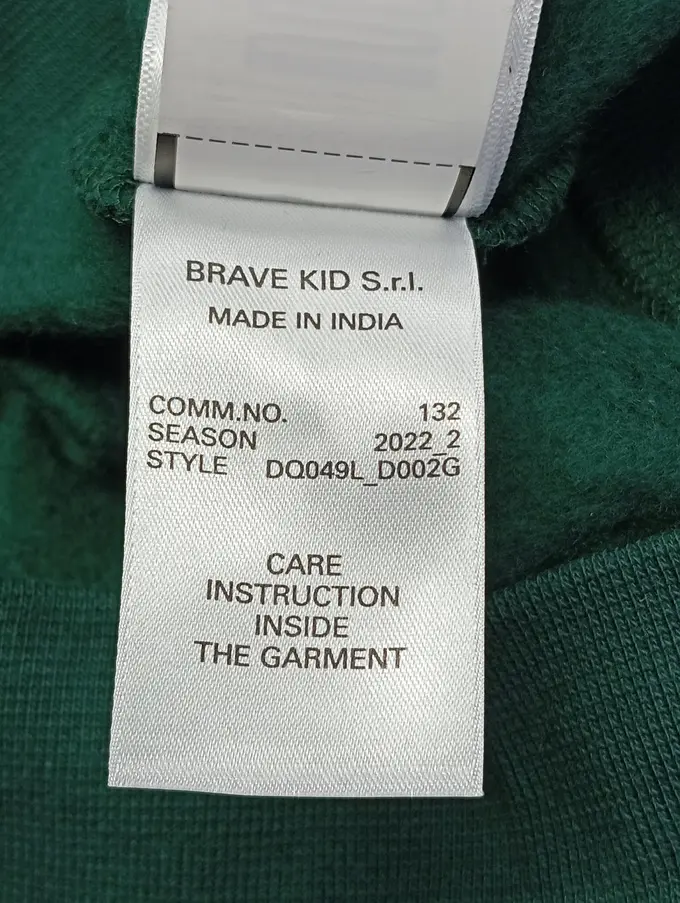 BRAVE KID S.r.l.
MADE IN INDIA
COMM.NO. 132
SEASON 2022_2
STYLE DQ049L_D002G
CARE
INSTRUCTION
INSIDE
THE GARMENT